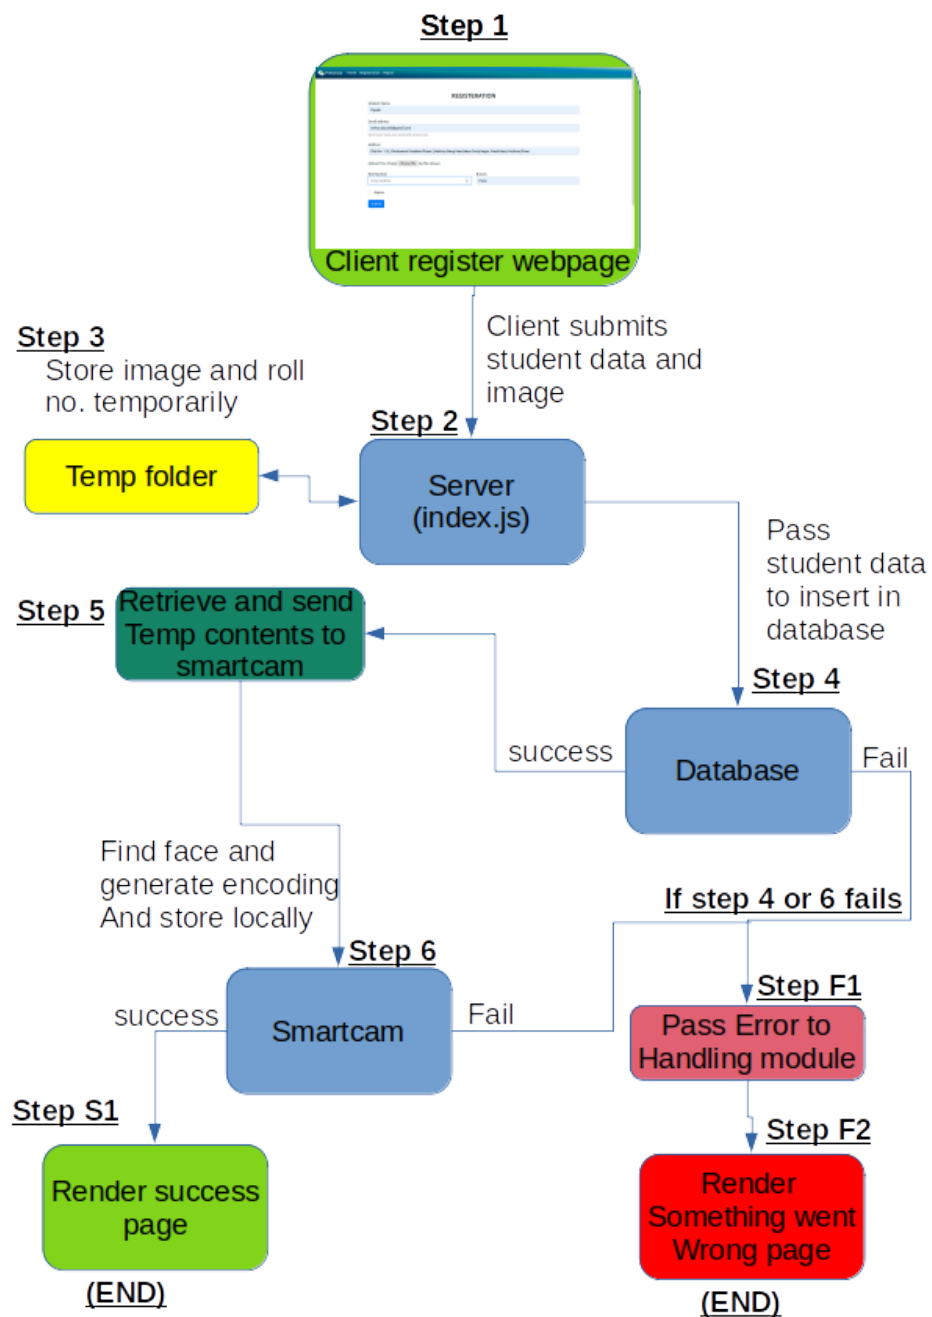 Step 1
REGISTERATION
Client register webpage
Client submits
student data and
image
Step 3
Store image and roll
no. temporarily
Step 2
Temp folder
Server
(index.js)
Pass
student data
to insert in
database
Step 5
Retrieve and send
Temp contents to
smartcam
Step 4
success
Database
Fail
Find face and
generate encoding
And store locally
If step 4 or 6 fails
Step 6
success
Smartcam
Fail
Step F1
Pass Error to
Handling module
Step S1
Step F2
Render success
page
Render
Something went
Wrong page
(END)
(END)